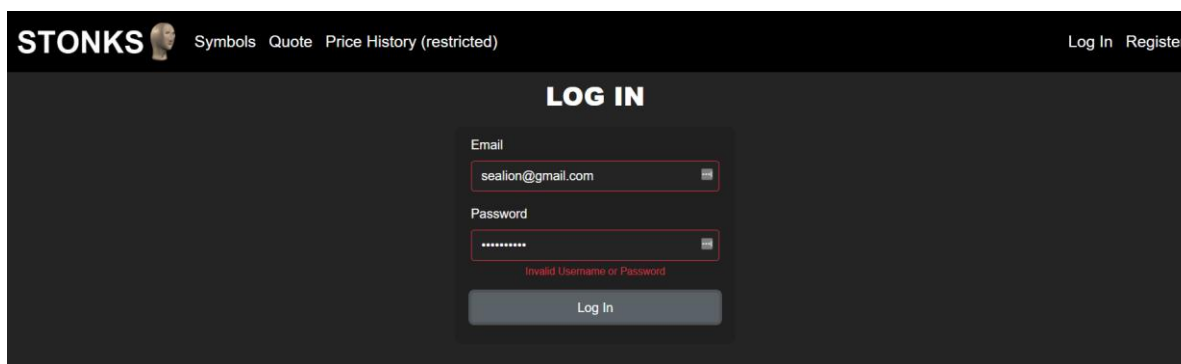 STONKS Symbols Quote Price History (restricted) Log In Registe
LOG IN
Email
sealion@gmail.com
Password
••••••••••
Invalid Username or Password
Log In